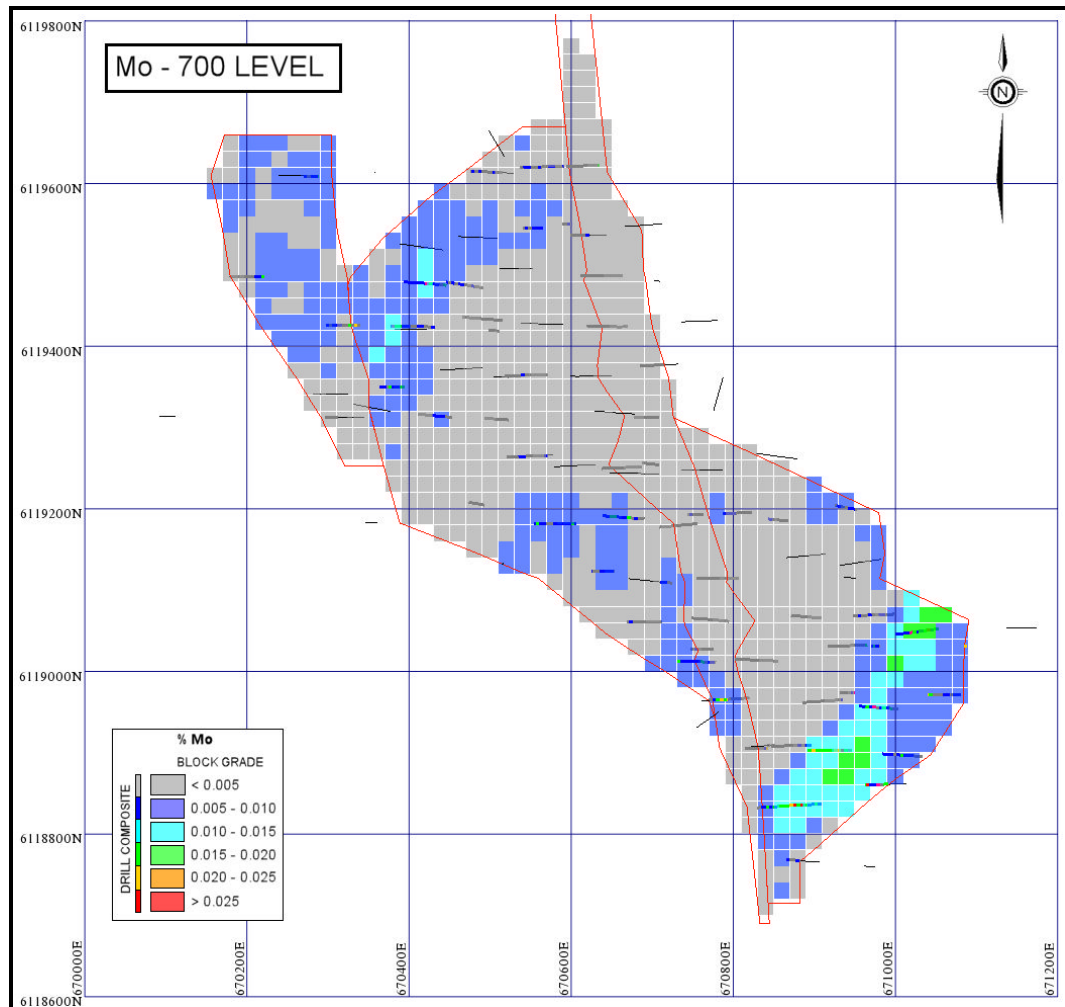 6119800N
Mo - 700 LEVEL
N
6119600N
6119400N
6119200N
6119000N
% Mo
BLOCK GRADE
DRILL COMPOSITE
< 0.005
0.005 - 0.010
0.010 - 0.015
0.015 - 0.020
0.020 - 0.025
> 0.025
6118800N
6118600N
670000E
670200E
670400E
670600E
670800E
671000E
671200E